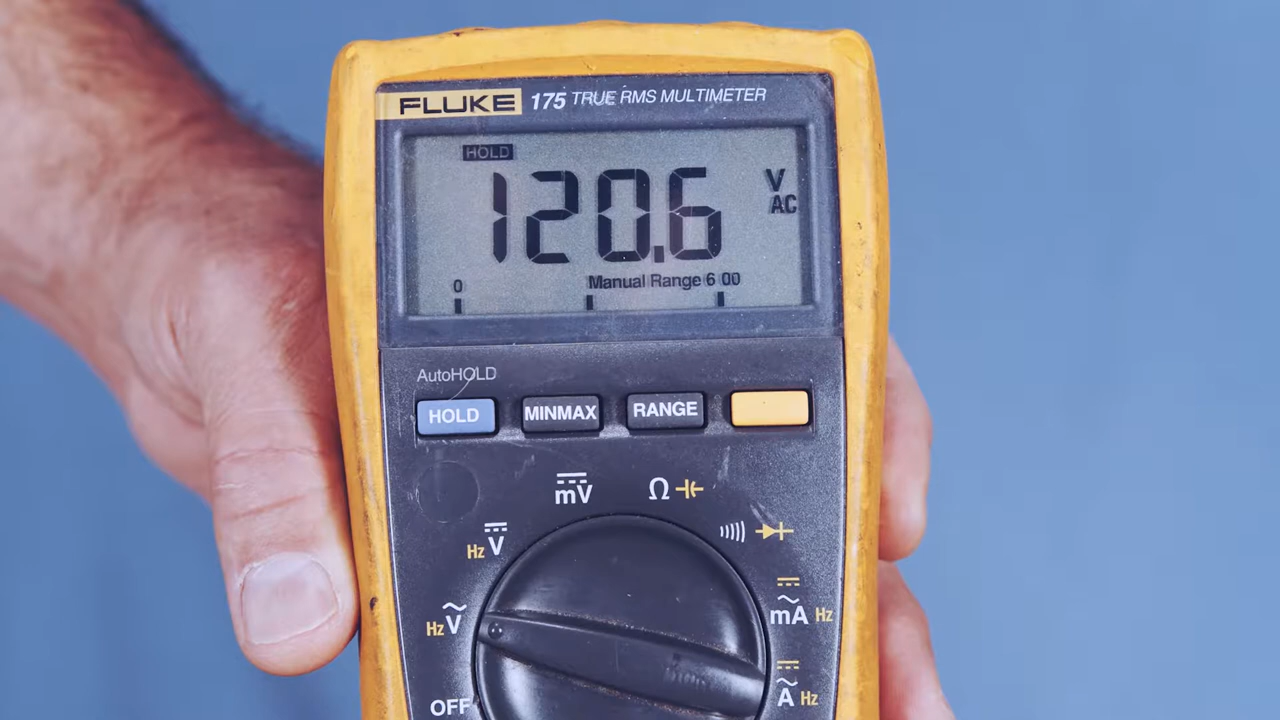 FLUKE 175 TRUE RMS MULTIMETER
HOLD
120.6 V AC
0 Manual Range 6 00
AutoHOLD
HOLD MINMAX RANGE
mV Ω
Hz V
Hz V mA Hz
OFF A Hz